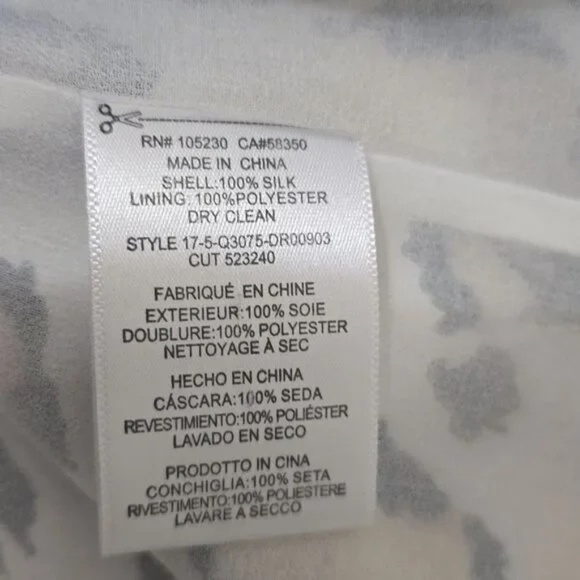 RN# 105230 CA#58350
MADE IN CHINA
SHELL:100% SILK
LINING: 100%POLYESTER
DRY CLEAN
STYLE 17-5-Q3075-DR00903
CUT 523240
FABRIQUÉ EN CHINE
EXTERIEUR:100% SOIE
DOUBLURE:100% POLYESTER
NETTOYAGE À SEC
HECHO EN CHINA
CÁSCARA:100% SEDA
REVESTIMIENTO:100% POLIÉSTER
LAVADO EN SECO
PRODOTTO IN CINA
CONCHIGLIA:100% SETA
RIVESTIMENTO:100% POLIESTERE
LAVARE A SECCO